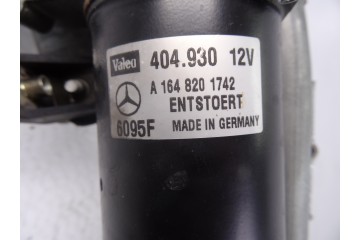 Valeo 404.930 12V
A 164 820 1742
ENTSTOERT
6095F MADE IN GERMANY